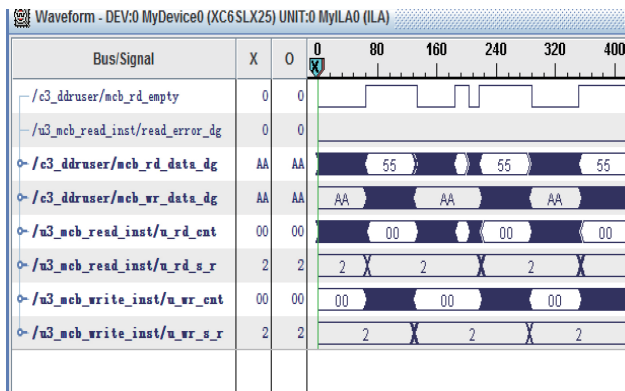 Waveform - DEV:0 MyDevice0 (XC6SLX25) UNIT:0 MyILA0 (ILA)
Bus/Signal X O 0 80 160 240 320 400
/c3_ddruser/mcb_rd_empty 0 0
/u3_mcb_read_inst/read_error_dg 0 0
/c3_ddruser/mcb_rd_data_dg AA AA 55 55 55
/c3_ddruser/mcb_wr_data_dg AA AA AA AA AA
/u3_mcb_read_inst/u_rd_cnt 00 00 00 00 00
/u3_mcb_read_inst/u_rd_s_r 2 2 2 2 2
/u3_mcb_write_inst/u_wr_cnt 00 00 00 00 00
/u3_mcb_write_inst/u_wr_s_r 2 2 2 2 2